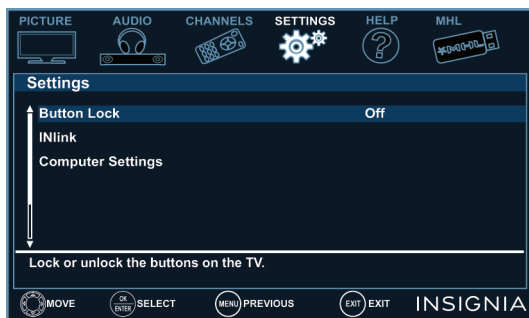 PICTURE AUDIO CHANNELS SETTINGS HELP MHL
MHL
Settings
Button Lock Off
INlink
Computer Settings
Lock or unlock the buttons on the TV.
MOVE OK ENTER SELECT MENU PREVIOUS EXIT EXIT INSIGNIA